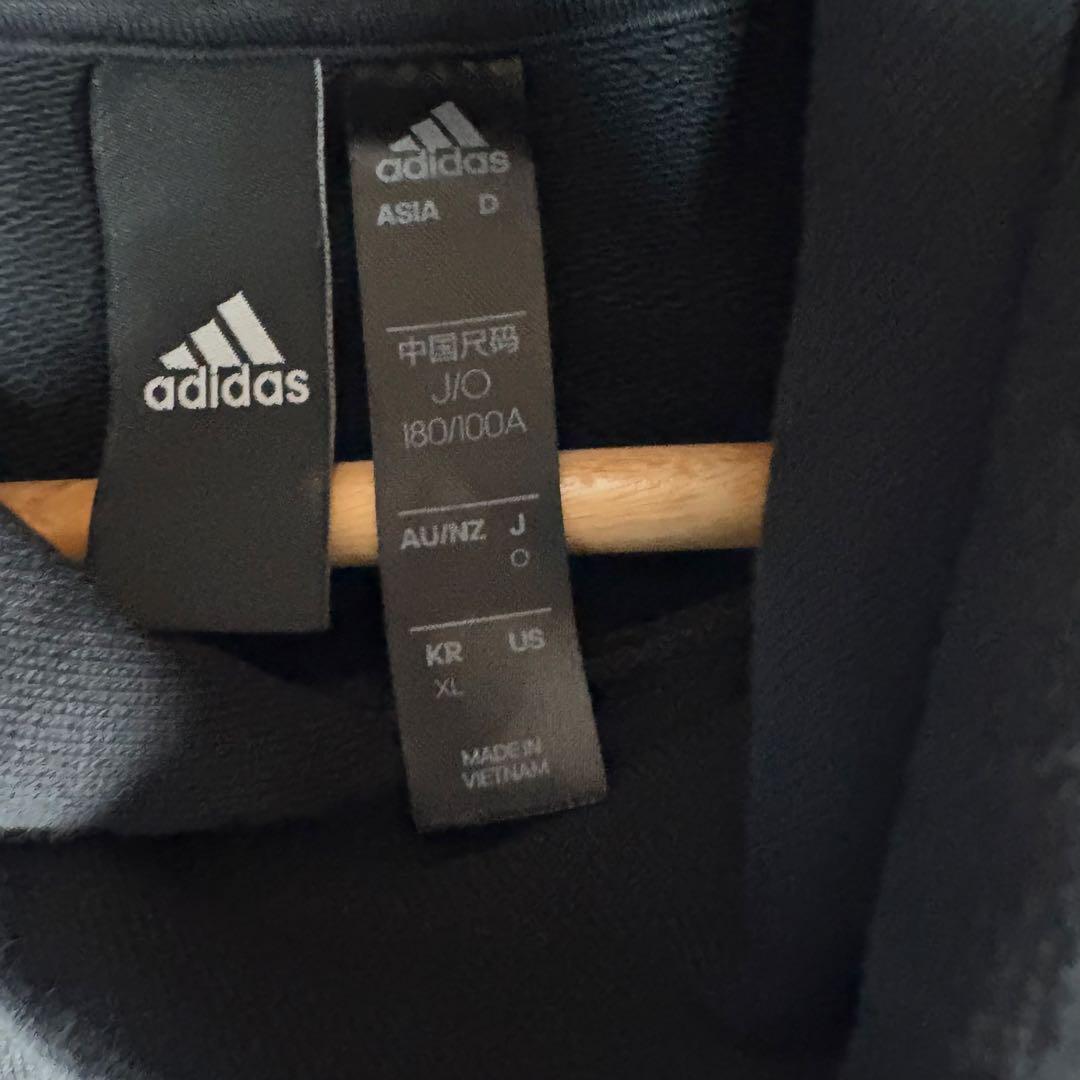 adidas
adidas
ASIA D
中国尺码
J/O
180/100A
AU/NZ J
O
KR US
XL
MADE IN
VIETNAM